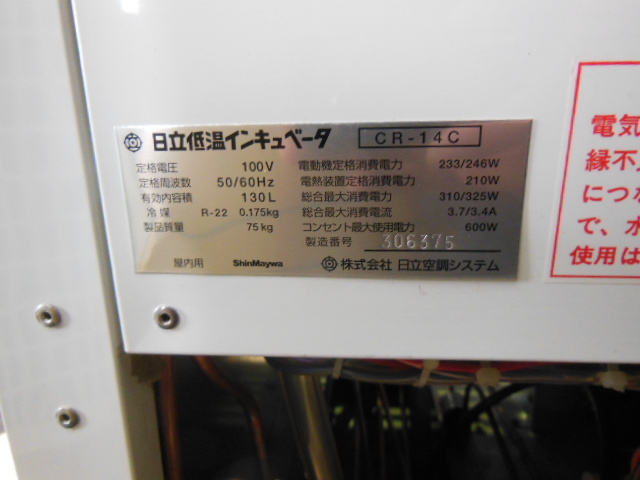 日立低温インキュベータ CR-14C
定格電圧 100V 電動機定格消費電力 233/246W
定格周波数 50/60Hz 電熱装置定格消費電力 210W
有効内容積 130L 総合最大消費電力 310/325W
冷媒 R-22 0.175kg 総合最大消費電流 3.7/3.4A
製品質量 75kg コンセント最大使用電力 600W
製造番号 306375
屋内用 ShinMaywa 株式会社 日立空調システム
電気
縁不
につな
で、水
使用は